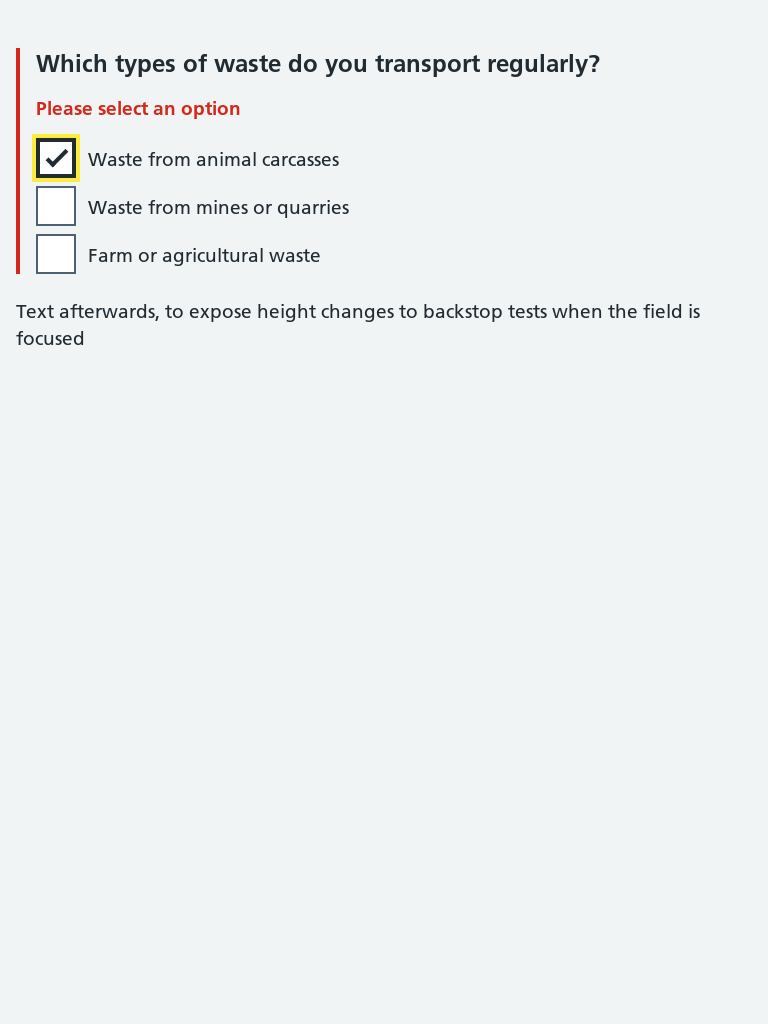 Which types of waste do you transport regularly?
Please select an option
Waste from animal carcasses
Waste from mines or quarries
Farm or agricultural waste
Text afterwards, to expose height changes to backstop tests when the field is
focused